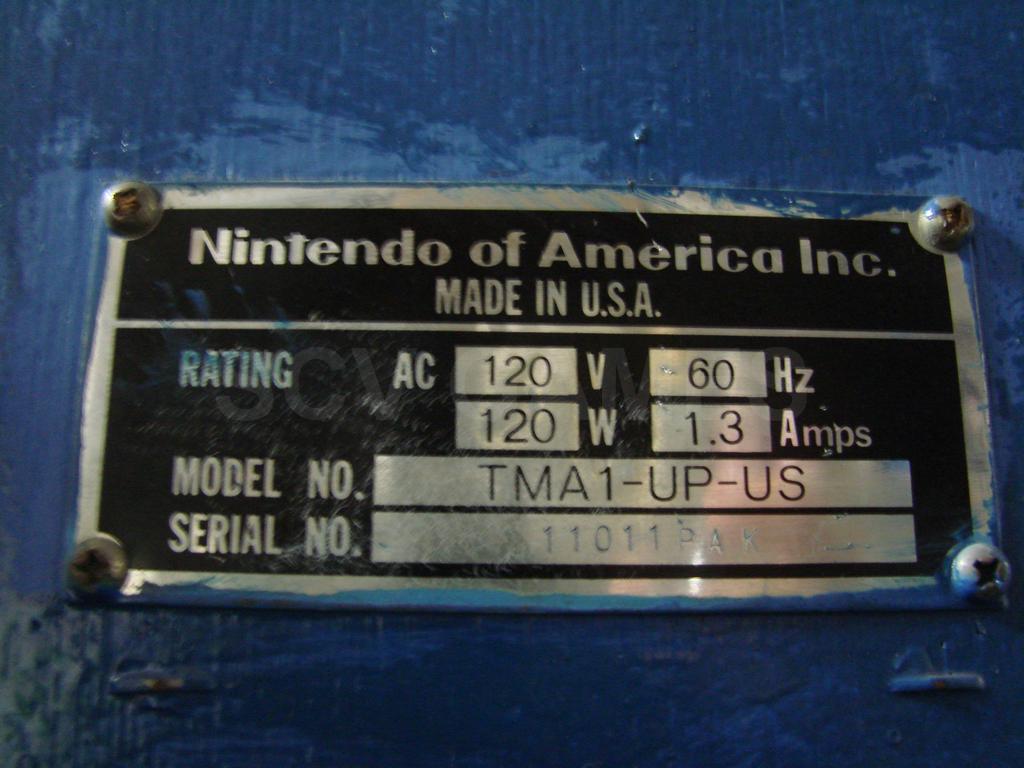 Nintendo of America Inc.
MADE IN U.S.A.
RATING AC 120 V 60 Hz
120 W 1.3 Amps
MODEL NO. TMA1-UP-US
SERIAL NO. 11011PAK